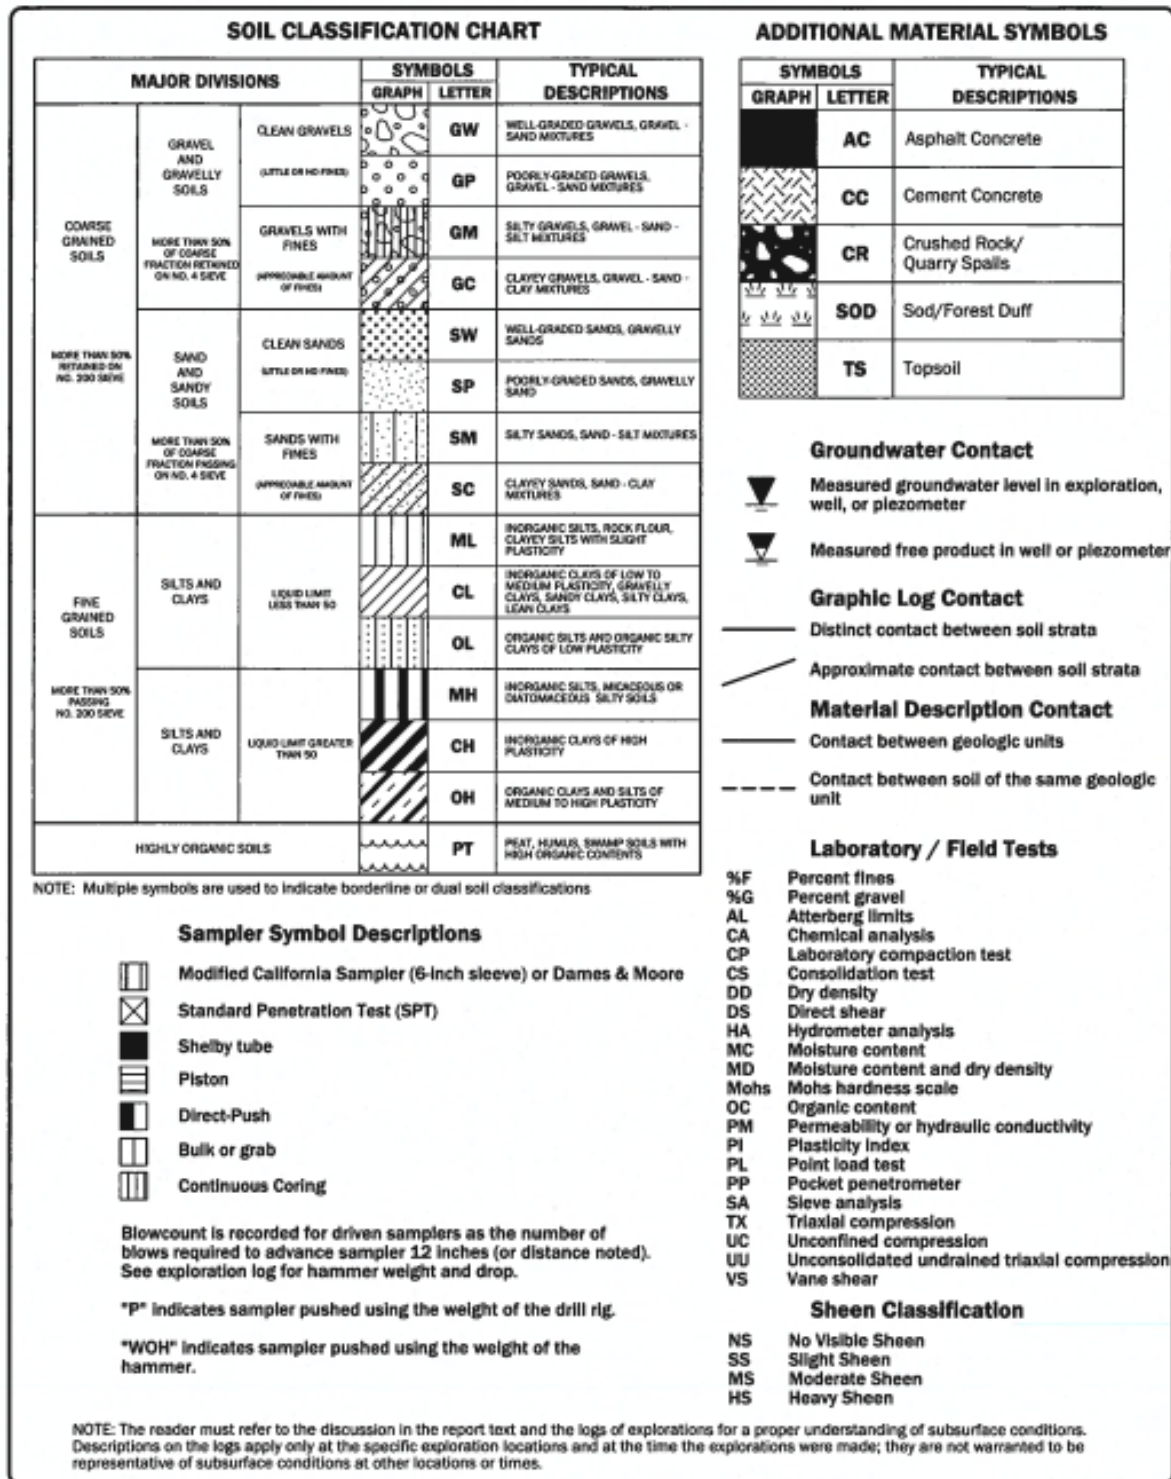 SOIL CLASSIFICATION CHART
MAJOR DIVISIONS
SYMBOLS
GRAPH
LETTER
TYPICAL
DESCRIPTIONS
COARSE
GRAINED
SOILS
MORE THAN 50%
RETAINED ON
NO. 200 SIEVE
GRAVEL
AND
GRAVELLY
SOILS
MORE THAN 50%
OF COARSE
FRACTION RETAINED
ON NO. 4 SIEVE
CLEAN GRAVELS
(LITTLE OR NO FINES)
GW
WELL-GRADED GRAVELS, GRAVEL -
SAND MIXTURES
GP
POORLY-GRADED GRAVELS,
GRAVEL - SAND MIXTURES
GRAVELS WITH
FINES
(APPRECIABLE AMOUNT
OF FINES)
GM
SILTY GRAVELS, GRAVEL - SAND -
SILT MIXTURES
GC
CLAYEY GRAVELS, GRAVEL - SAND -
CLAY MIXTURES
SAND
AND
SANDY
SOILS
MORE THAN 50%
OF COARSE
FRACTION PASSING
ON NO. 4 SIEVE
CLEAN SANDS
(LITTLE OR NO FINES)
SW
WELL-GRADED SANDS, GRAVELLY
SANDS
SP
POORLY-GRADED SANDS, GRAVELLY
SAND
SANDS WITH
FINES
(APPRECIABLE AMOUNT
OF FINES)
SM
SILTY SANDS, SAND - SILT MIXTURES
SC
CLAYEY SANDS, SAND - CLAY
MIXTURES
FINE
GRAINED
SOILS
MORE THAN 50%
PASSING
NO. 200 SIEVE
SILTS AND
CLAYS
LIQUID LIMIT
LESS THAN 50
ML
INORGANIC SILTS, ROCK FLOUR,
CLAYEY SILTS WITH SLIGHT
PLASTICITY
CL
INORGANIC CLAYS OF LOW TO
MEDIUM PLASTICITY, GRAVELLY
CLAYS, SANDY CLAYS, SILTY CLAYS,
LEAN CLAYS
OL
ORGANIC SILTS AND ORGANIC SILTY
CLAYS OF LOW PLASTICITY
SILTS AND
CLAYS
LIQUID LIMIT GREATER
THAN 50
MH
INORGANIC SILTS, MICACEOUS OR
DIATOMACEOUS SILTY SOILS
CH
INORGANIC CLAYS OF HIGH
PLASTICITY
OH
ORGANIC CLAYS AND SILTS OF
MEDIUM TO HIGH PLASTICITY
HIGHLY ORGANIC SOILS
PT
PEAT, HUMUS, SWAMP SOILS WITH
HIGH ORGANIC CONTENTS
NOTE: Multiple symbols are used to indicate borderline or dual soil classifications
Sampler Symbol Descriptions
Modified California Sampler (6-inch sleeve) or Dames & Moore
Standard Penetration Test (SPT)
Shelby tube
Piston
Direct-Push
Bulk or grab
Continuous Coring
Blowcount is recorded for driven samplers as the number of
blows required to advance sampler 12 inches (or distance noted).
See exploration log for hammer weight and drop.
"P" indicates sampler pushed using the weight of the drill rig.
"WOH" indicates sampler pushed using the weight of the
hammer.
ADDITIONAL MATERIAL SYMBOLS
SYMBOLS
GRAPH
LETTER
TYPICAL
DESCRIPTIONS
AC
Asphalt Concrete
CC
Cement Concrete
CR
Crushed Rock/
Quarry Spalls
SOD
Sod/Forest Duff
TS
Topsoil
Groundwater Contact
Measured groundwater level in exploration,
well, or piezometer
Measured free product in well or piezometer
Graphic Log Contact
Distinct contact between soil strata
Approximate contact between soil strata
Material Description Contact
Contact between geologic units
Contact between soil of the same geologic
unit
Laboratory / Field Tests
%F Percent fines
%G Percent gravel
AL Atterberg limits
CA Chemical analysis
CP Laboratory compaction test
CS Consolidation test
DD Dry density
DS Direct shear
HA Hydrometer analysis
MC Moisture content
MD Moisture content and dry density
Mohs Mohs hardness scale
OC Organic content
PM Permeability or hydraulic conductivity
PI Plasticity index
PL Point load test
PP Pocket penetrometer
SA Sieve analysis
TX Triaxial compression
UC Unconfined compression
UU Unconsolidated undrained triaxial compression
VS Vane shear
Sheen Classification
NS No Visible Sheen
SS Slight Sheen
MS Moderate Sheen
HS Heavy Sheen
NOTE: The reader must refer to the discussion in the report text and the logs of explorations for a proper understanding of subsurface conditions.
Descriptions on the logs apply only at the specific exploration locations and at the time the explorations were made; they are not warranted to be
representative of subsurface conditions at other locations or times.